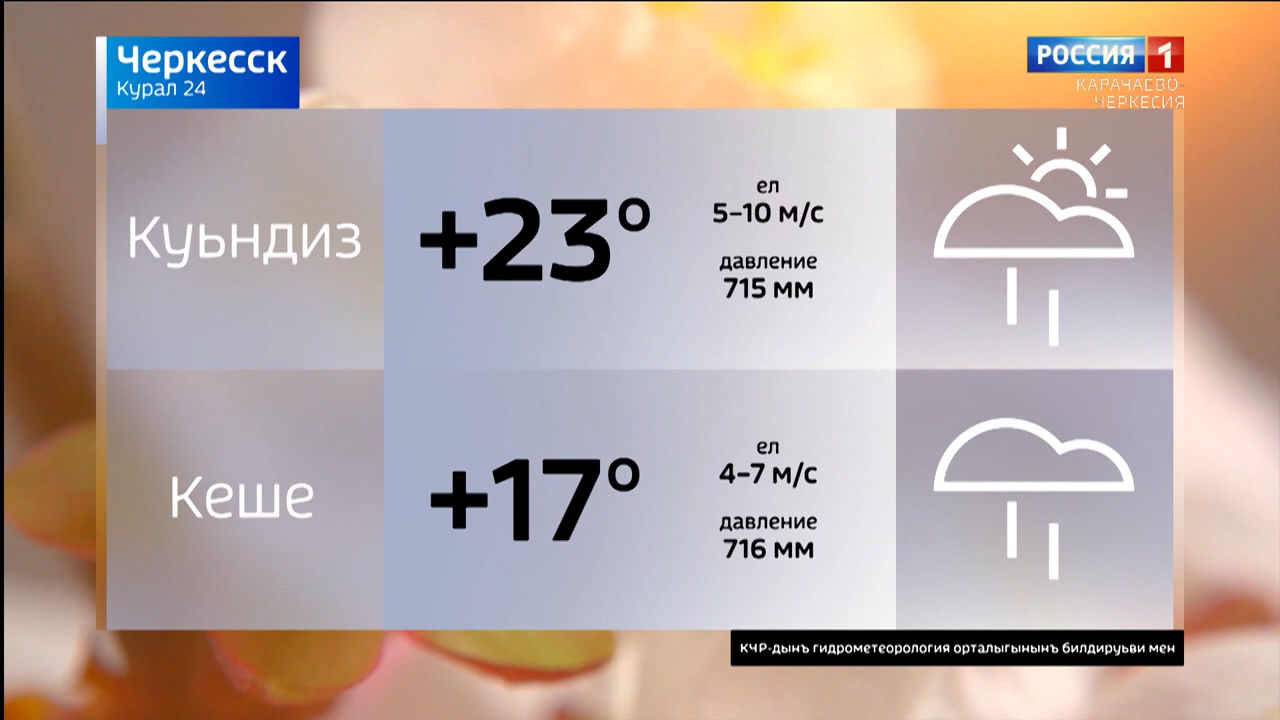 Черкесск
Курал 24
РОССИЯ 1
КАРАЧАЕВО-
ЧЕРКЕСИЯ
Куьндиз
+23°
ел
5-10 м/с
давление
715 мм
Кеше
+17°
ел
4-7 м/с
давление
716 мм
КЧР-дынъ гидрометеорология орталыгынынъ билдируьви мен